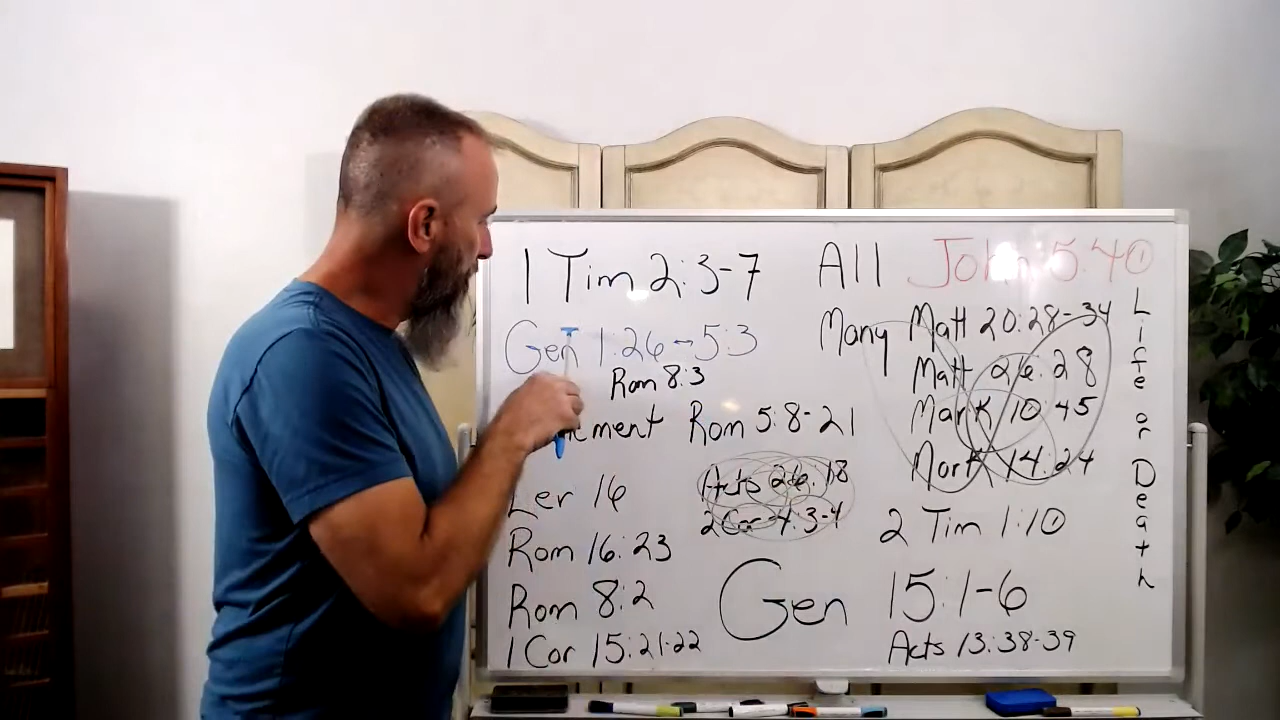 1 Tim 2:3-7 All John 5:40
Gen 1:26-5:3 Many Matt 20:28-34
Rom 8:3 Matt 26:28
ment Rom 5:8-21 Mark 10:45
Lev 16 Acts 26:18 Mark 14:24
2 Cor 4:3-4 2 Tim 1:10
Rom 16:23
Rom 8:2 Gen 15:1-6
1 Cor 15:21-22 Acts 13:38-39
Life or Death